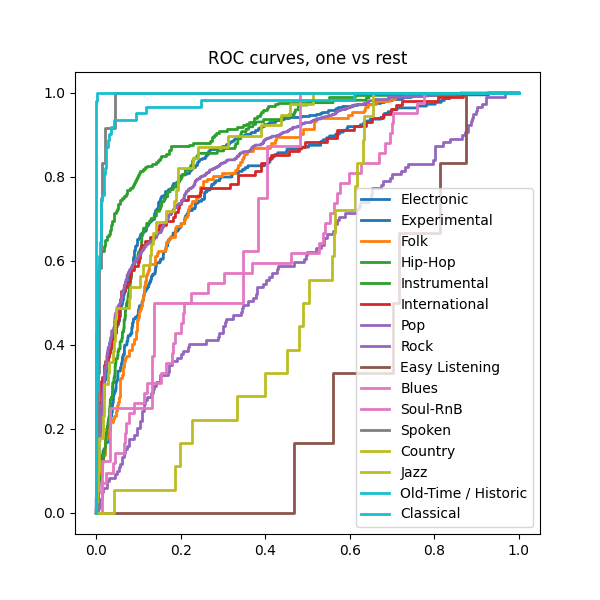 ROC curves, one vs rest
1.0
0.8
0.6
0.4
0.2
0.0
Electronic
Experimental
Folk
Hip-Hop
Instrumental
International
Pop
Rock
Easy Listening
Blues
Soul-RnB
Spoken
Country
Jazz
Old-Time / Historic
Classical
0.0 0.2 0.4 0.6 0.8 1.0